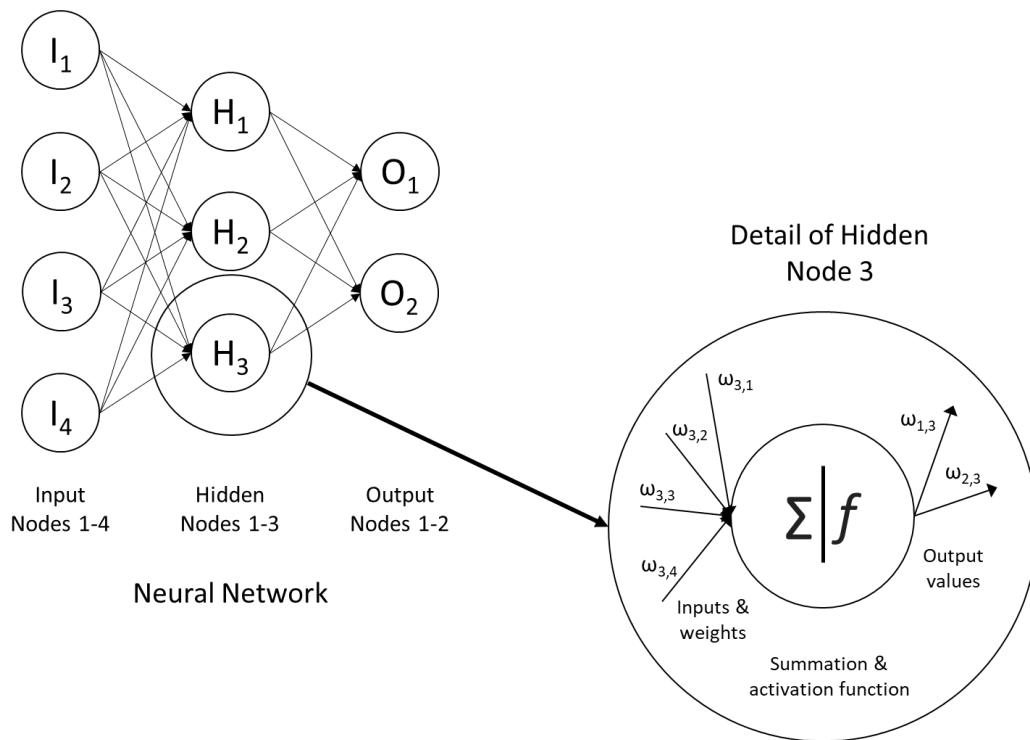 I1
I2
I3
I4
H1
H2
H3
O1
O2
Input
Nodes 1-4
Hidden
Nodes 1-3
Output
Nodes 1-2
Neural Network
Detail of Hidden
Node 3
ω3,1
ω3,2
ω3,3
ω3,4
Inputs &
weights
Σ|f
Summation &
activation function
ω1,3
ω2,3
Output
values